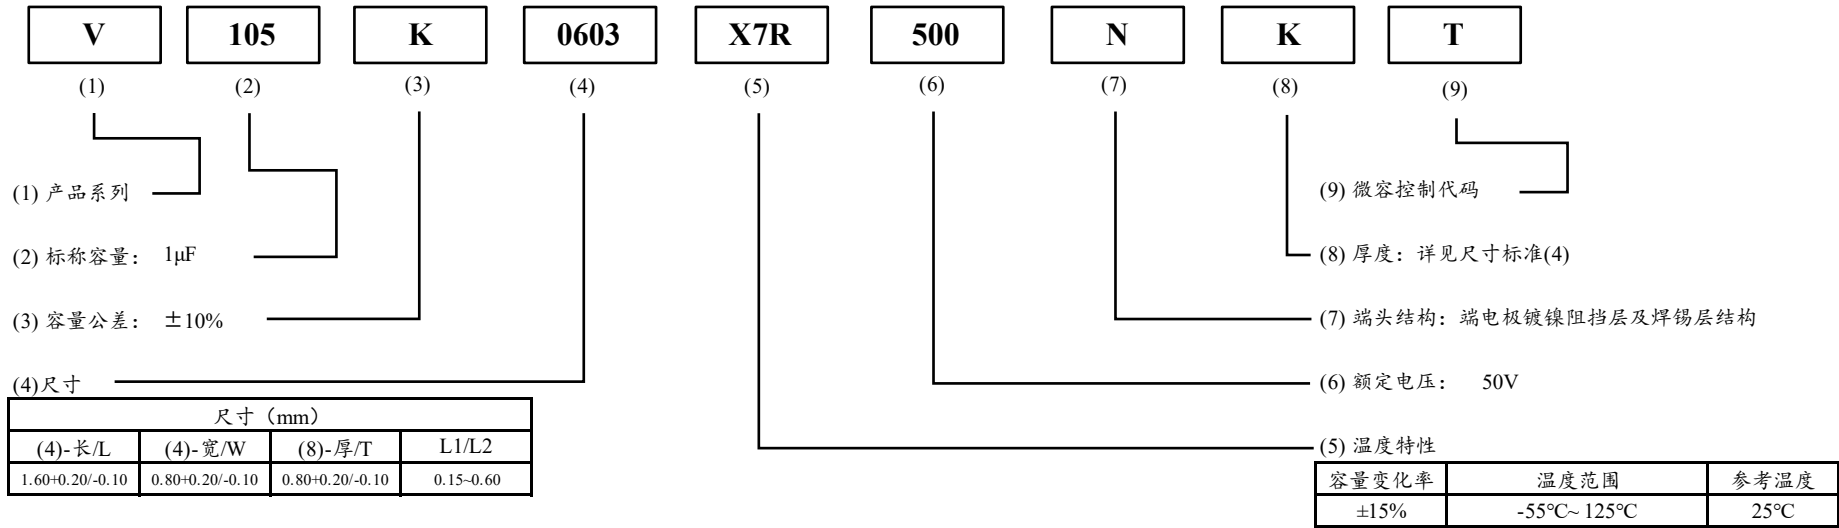 V 105 K 0603 X7R 500 N K T
(1) (2) (3) (4) (5) (6) (7) (8) (9)
(1) 产品系列
(9) 微容控制代码
(2) 标称容量： 1μF
(8) 厚度：详见尺寸标准(4)
(3) 容量公差： ±10%
(7) 端头结构：端电极镀镍阻挡层及焊锡层结构
(4)尺寸
(6) 额定电压： 50V
尺寸（mm）
(4)-长/L (4)-宽/W (8)-厚/T L1/L2
1.60+0.20/-0.10 0.80+0.20/-0.10 0.80+0.20/-0.10 0.15~0.60
(5) 温度特性
容量变化率 温度范围 参考温度
±15% -55℃~ 125℃ 25℃